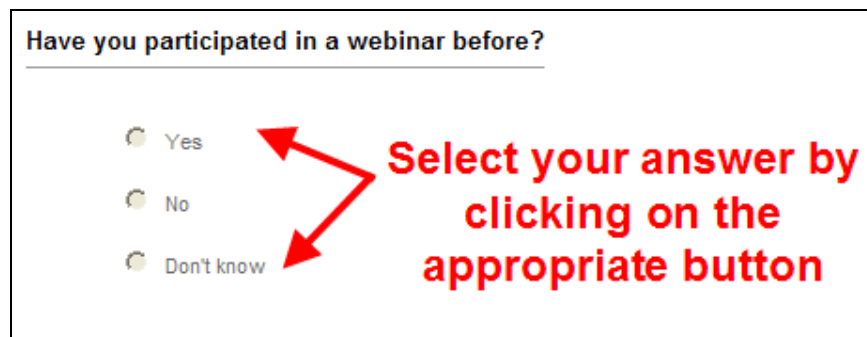 Have you participated in a webinar before?
Yes
No
Don't know
Select your answer by
clicking on the
appropriate button